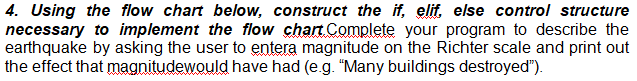 4. Using the flow chart below, construct the if, elif, else control structure
necessary to implement the flow chart.Complete your program to describe the
earthquake by asking the user to entera magnitude on the Richter scale and print out
the effect that magnitudewould have had (e.g. “Many buildings destroyed”).